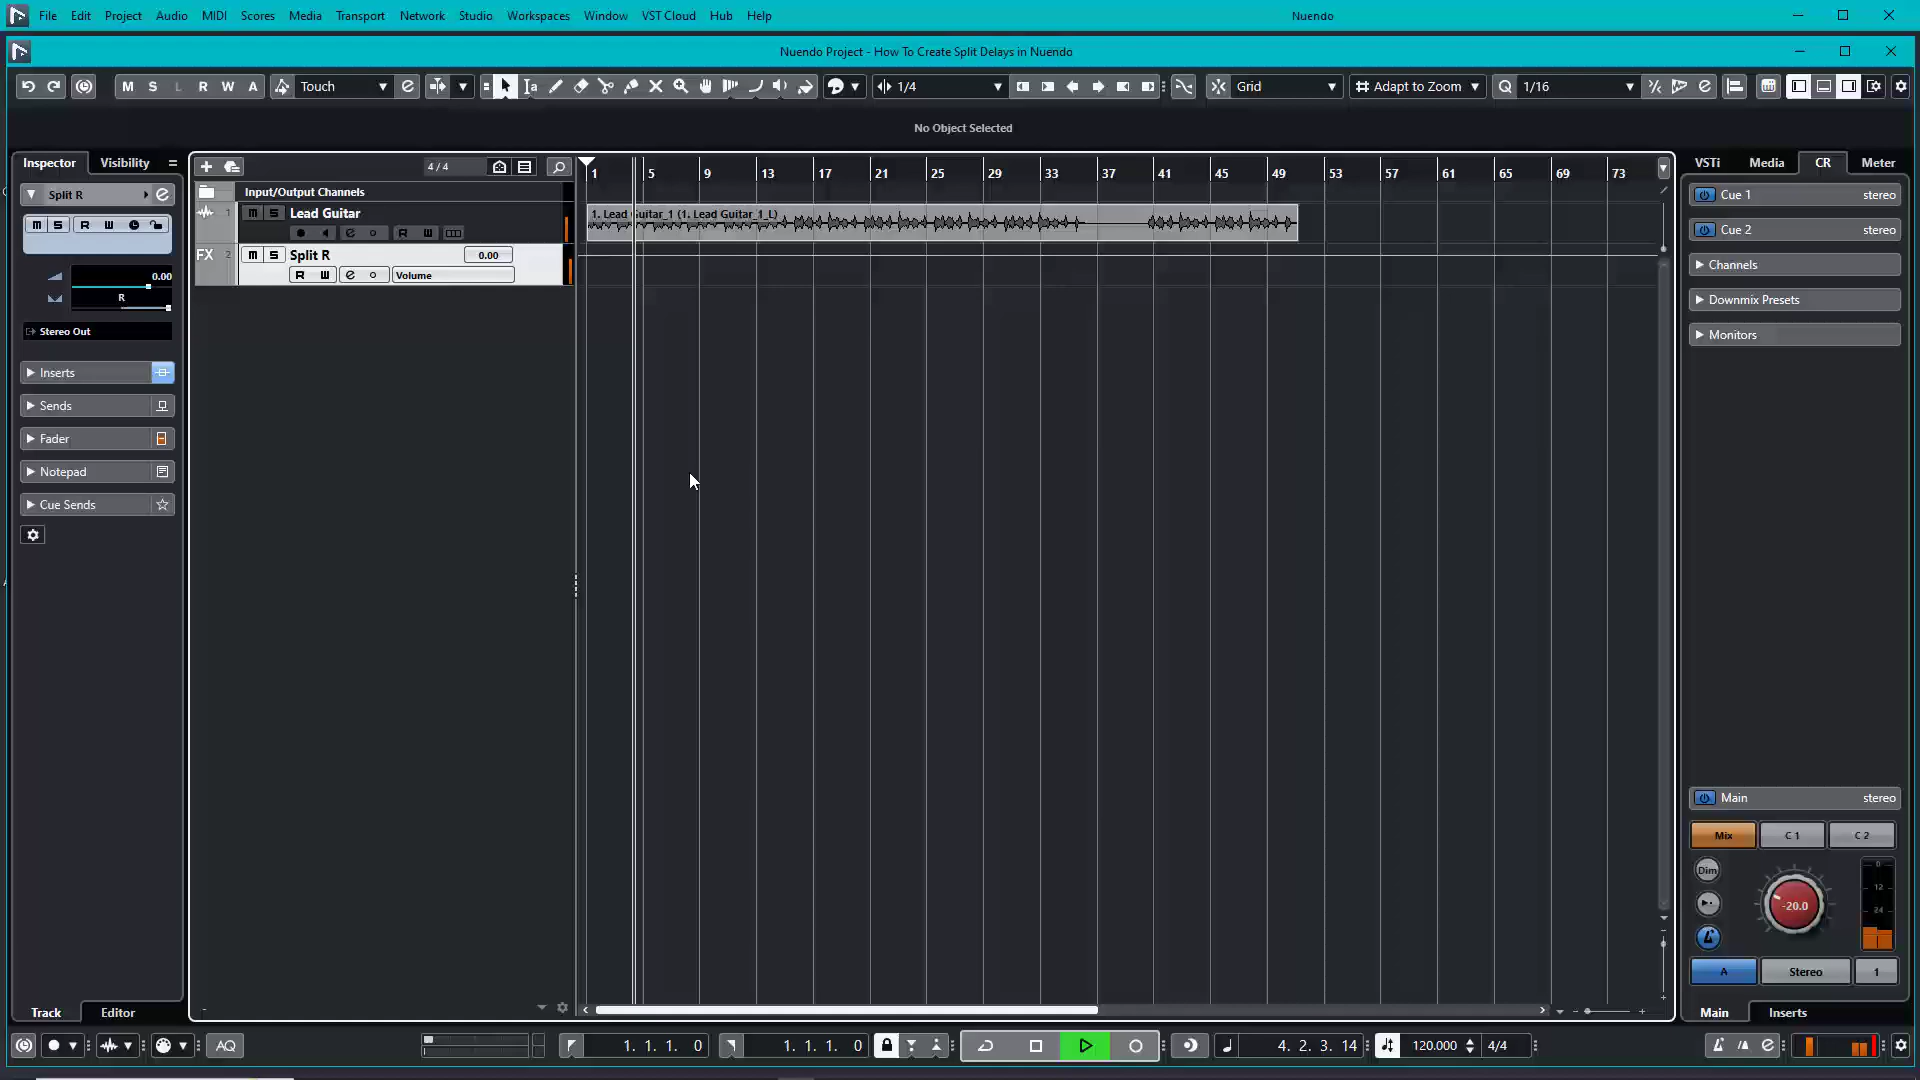 File Edit Project Audio MIDI Scores Media Transport Network Studio Workspaces Window VST Cloud Hub Help Nuendo
Nuendo Project - How To Create Split Delays in Nuendo
M S L R W A Touch 1/4 Grid Adapt to Zoom 1/16
No Object Selected
Inspector Visibility 4/4 1 5 9 13 17 21 25 29 33 37 41 45 49 53 57 61 65 69 73 VSTi Media CR Meter
Split R Input/Output Channels Cue 1 stereo
m S R W 1 m S Lead Guitar 1. Lead Guitar_1 (1. Lead Guitar_1_L) Cue 2 stereo
R W
FX 2 m S Split R 0.00 Channels
0.00 R W Volume
R Downmix Presets
Stereo Out Monitors
Inserts
Sends
Fader
Notepad
Cue Sends
Main stereo
Mix C 1 C 2
Dim 0
12
-20.0 24
A Stereo 1
Track Editor Main Inserts
AQ 1. 1. 1. 0 1. 1. 1. 0 4. 2. 3. 14 120.000 4/4